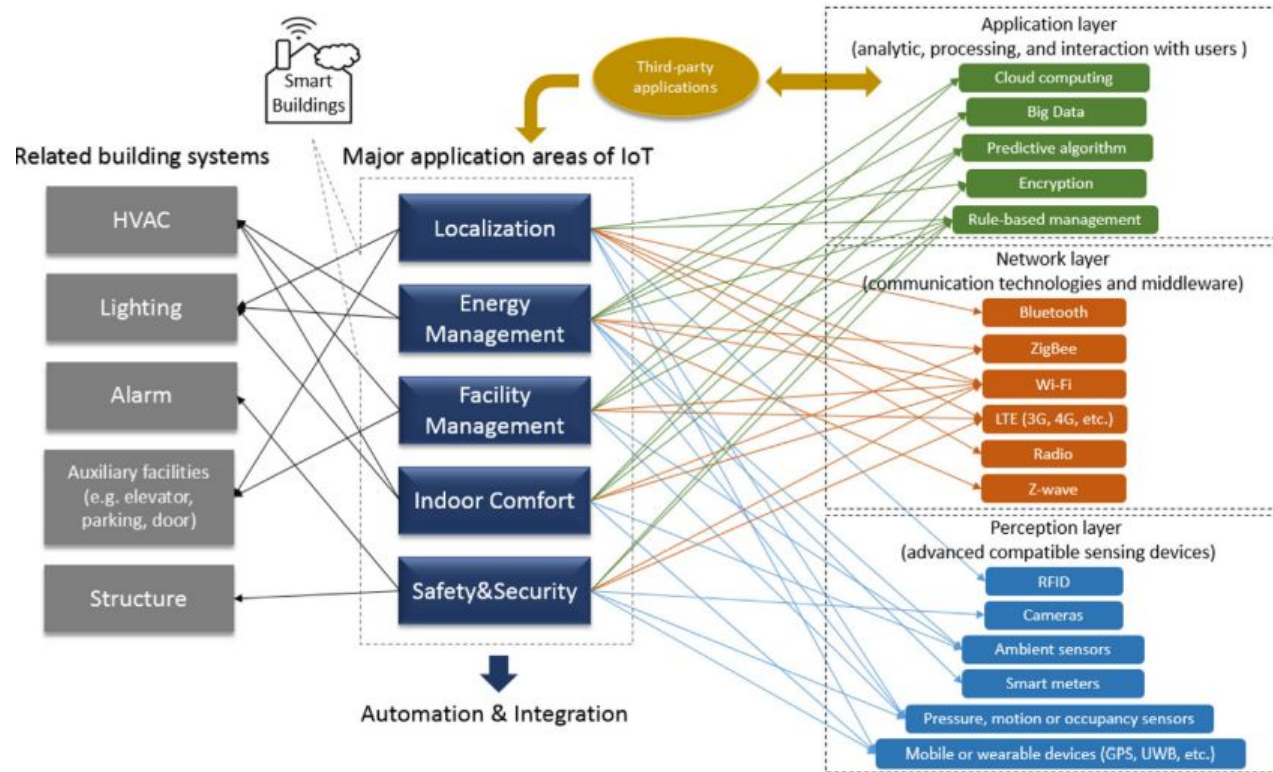 Smart
Buildings
Third-party
applications
Related building systems
HVAC
Lighting
Alarm
Auxiliary facilities
(e.g. elevator,
parking, door)
Structure
Major application areas of IoT
Localization
Energy
Management
Facility
Management
Indoor Comfort
Safety&Security
Automation & Integration
Application layer
(analytic, processing, and interaction with users )
Cloud computing
Big Data
Predictive algorithm
Encryption
Rule-based management
Network layer
(communication technologies and middleware)
Bluetooth
ZigBee
Wi-Fi
LTE (3G, 4G, etc.)
Radio
Z-wave
Perception layer
(advanced compatible sensing devices)
RFID
Cameras
Ambient sensors
Smart meters
Pressure, motion or occupancy sensors
Mobile or wearable devices (GPS, UWB, etc.)